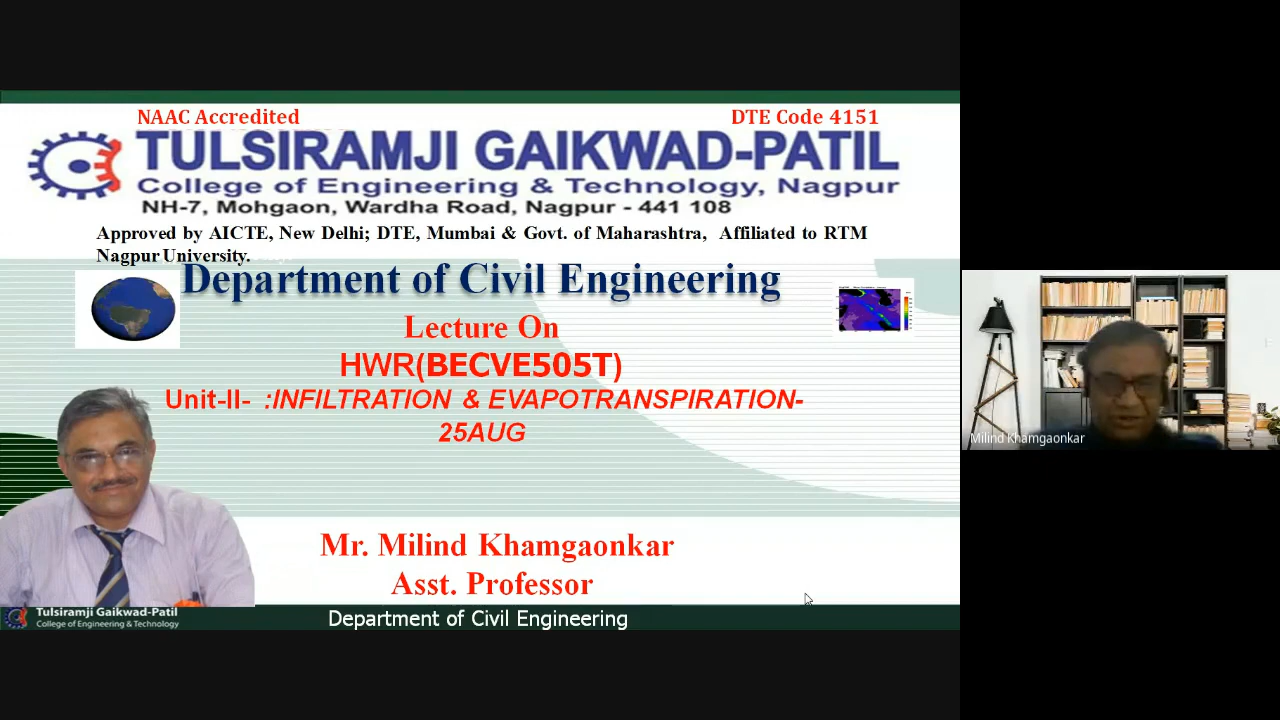 NAAC Accredited
DTE Code 4151
TULSIRAMJI GAIKWAD-PATIL
College of Engineering & Technology, Nagpur
NH-7, Mohgaon, Wardha Road, Nagpur - 441 108
Approved by AICTE, New Delhi; DTE, Mumbai & Govt. of Maharashtra, Affiliated to RTM
Nagpur University.
Department of Civil Engineering
Lecture On
HWR(BECVE505T)
Unit-II- :INFILTRATION & EVAPOTRANSPIRATION-
25AUG
Milind Khamgaonkar
Mr. Milind Khamgaonkar
Asst. Professor
Tulsiramji Gaikwad-Patil
College of Engineering & Technology
Department of Civil Engineering